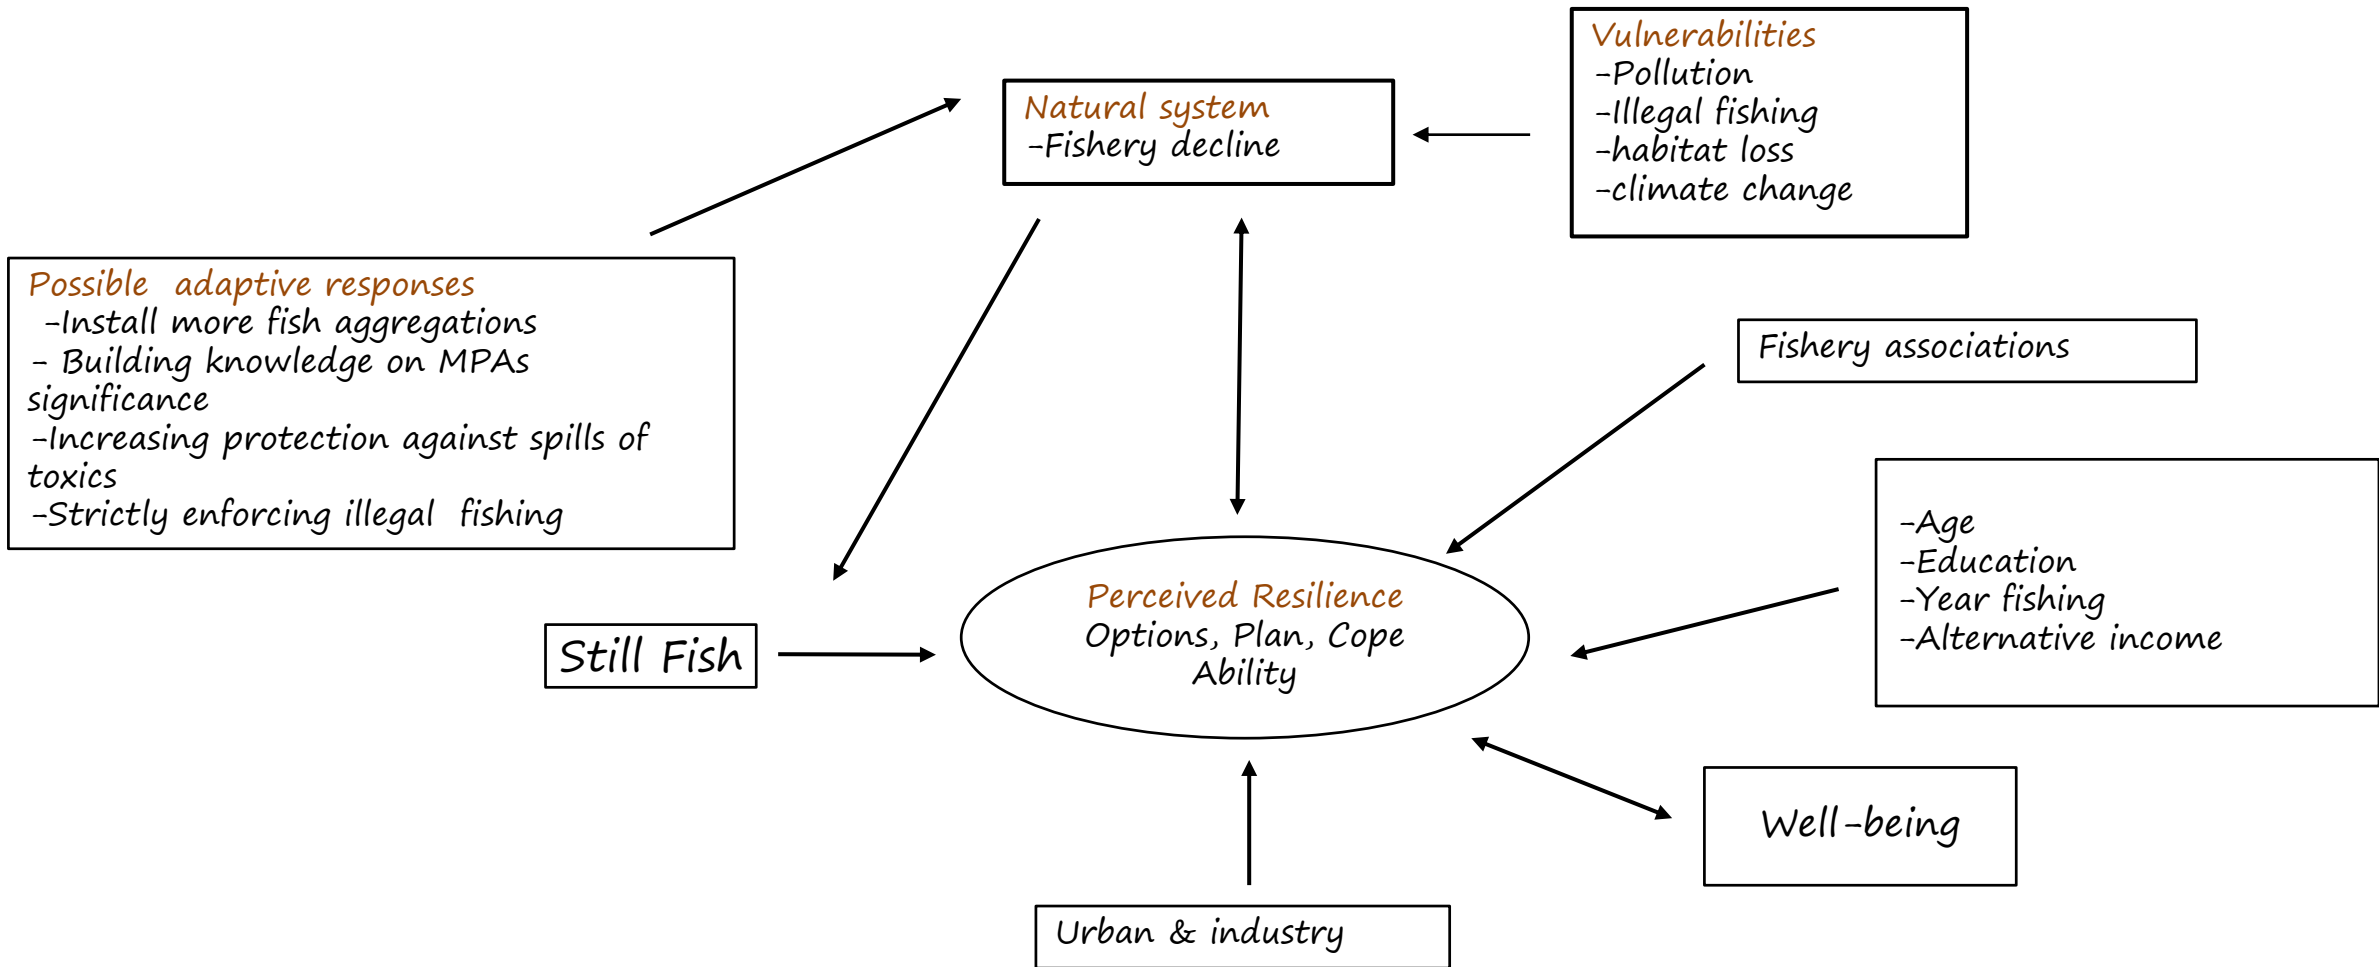 Vulnerabilities
-Pollution
-Illegal fishing
-habitat loss
-climate change
Natural system
-Fishery decline
Possible  adaptive responses
-Install more fish aggregations
- Building knowledge on MPAs
significance
-Increasing protection against spills of
toxics
-Strictly enforcing illegal  fishing
Fishery associations
-Age
-Education
-Year fishing
-Alternative income
Perceived Resilience
Options, Plan, Cope
Ability
Still Fish
Well-being
Urban & industry